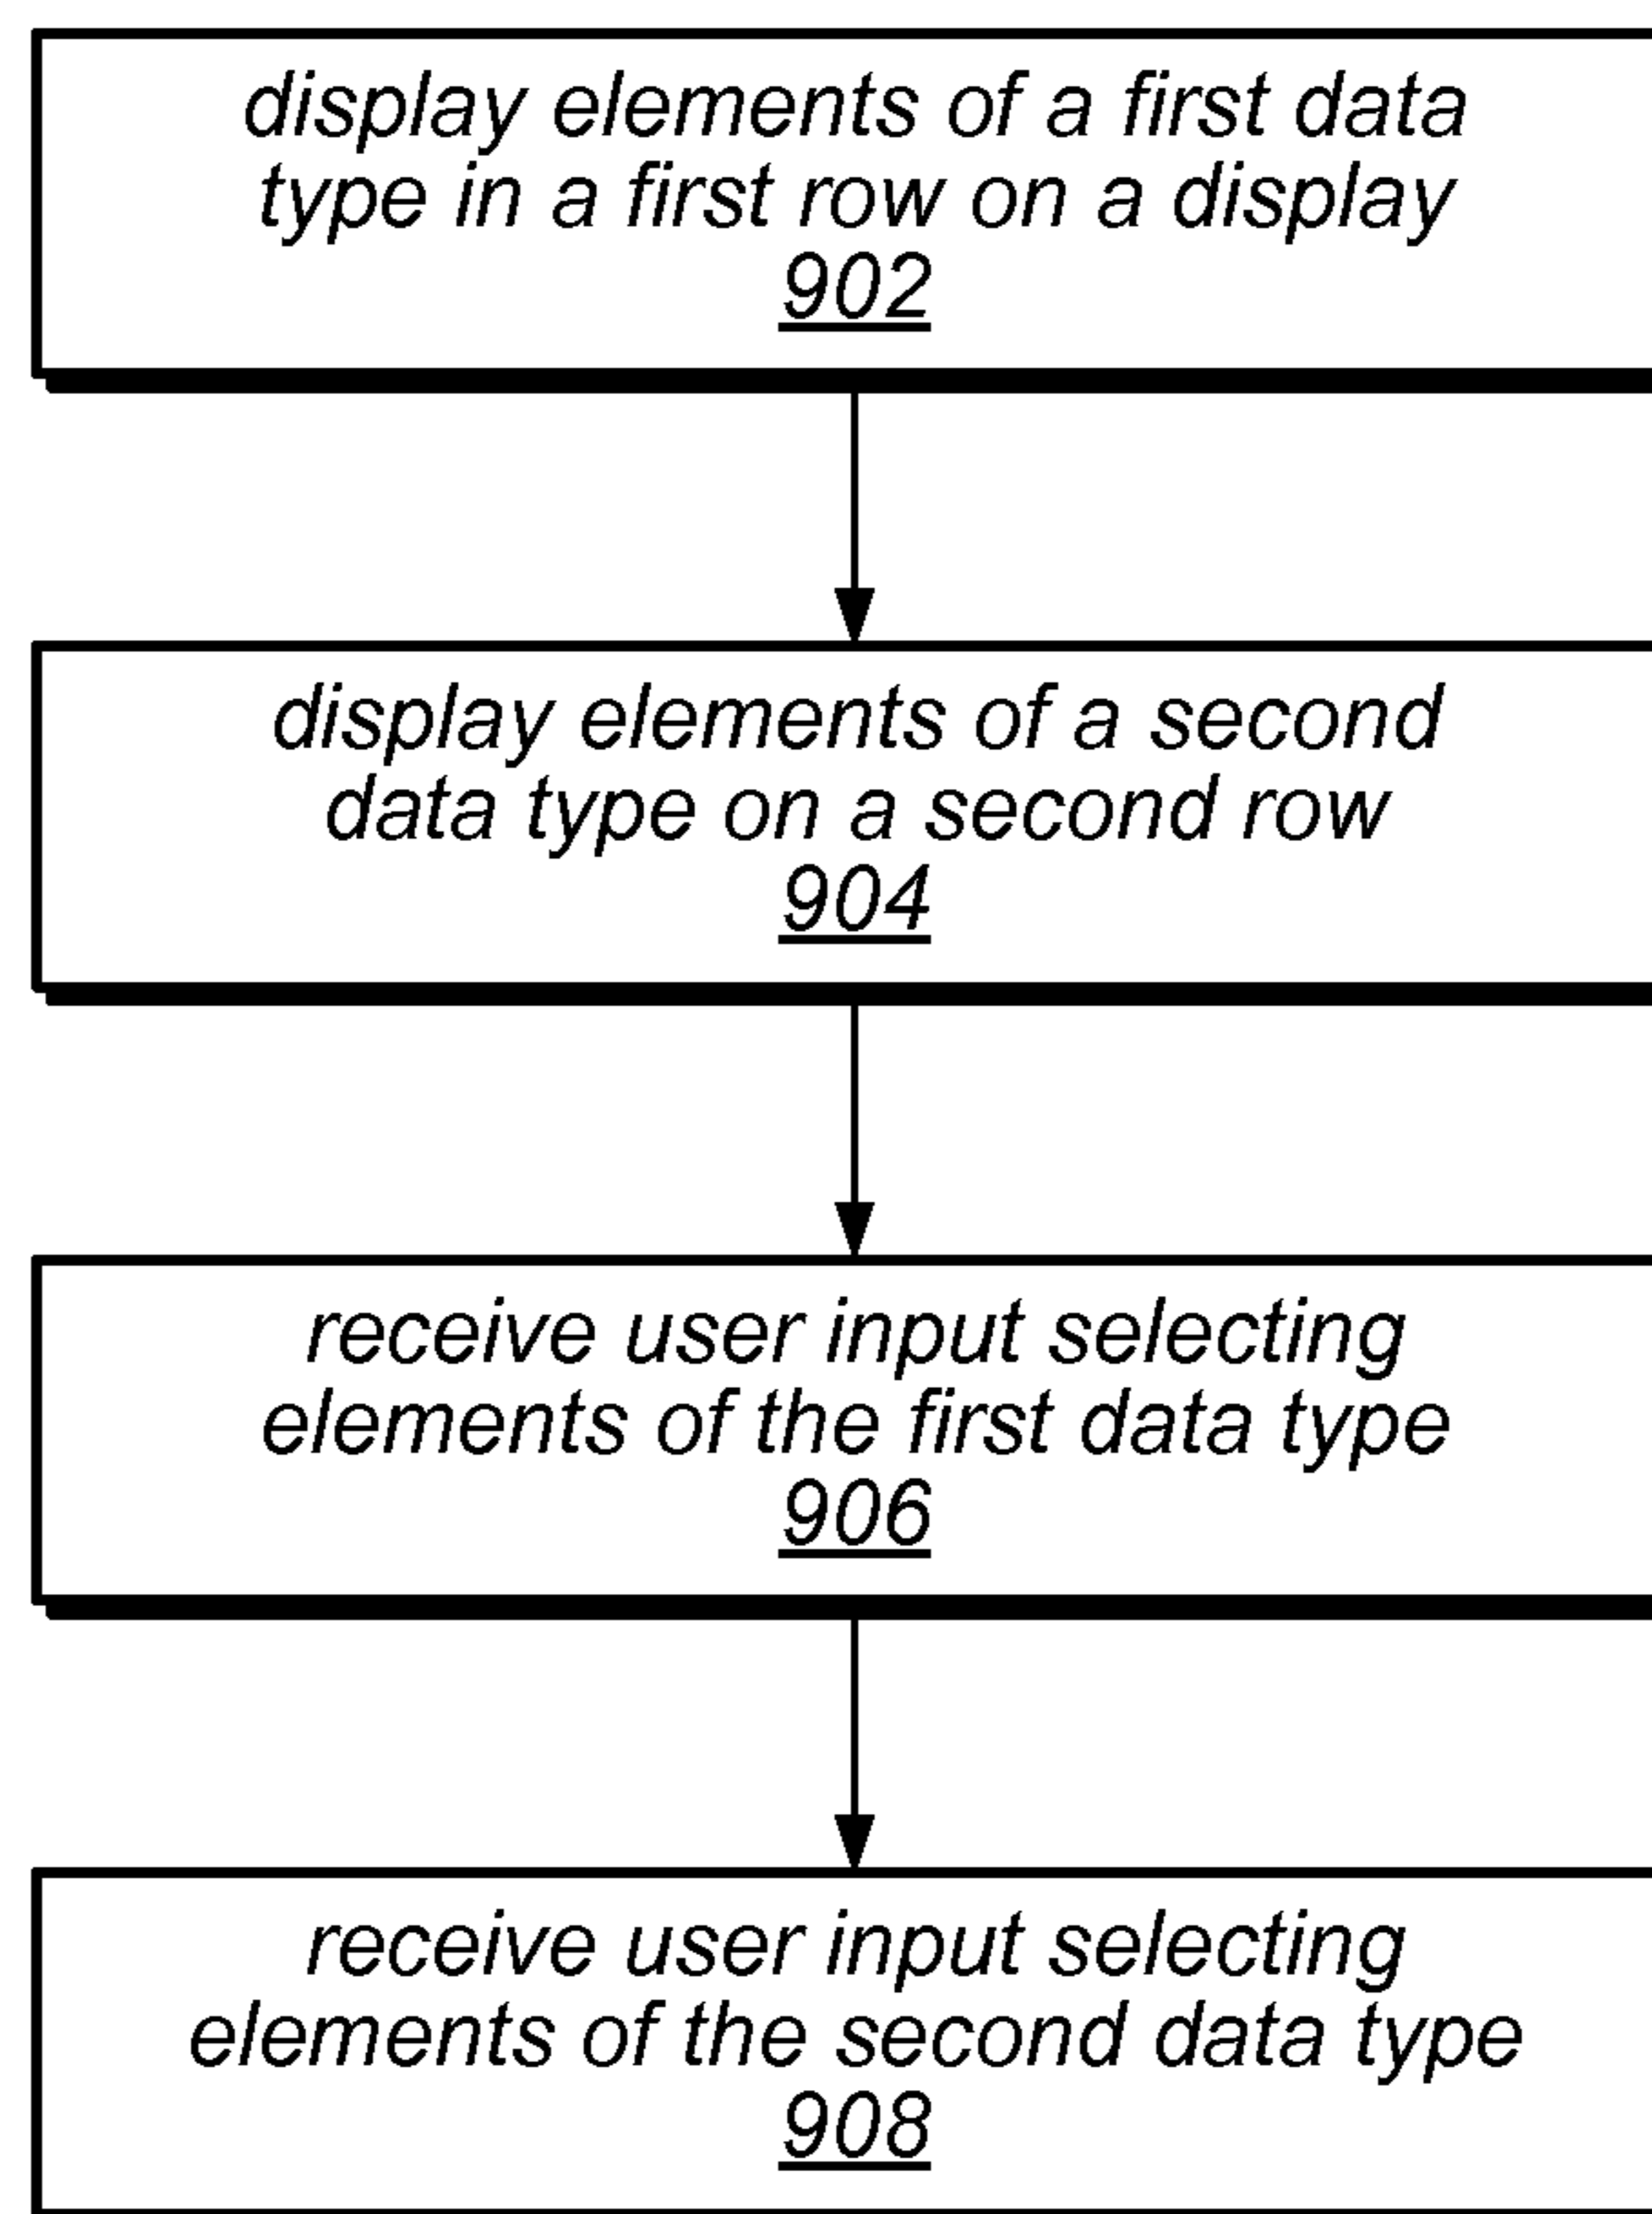 display elements of a first data
type in a first row on a display
902
display elements of a second
data type on a second row
904
receive user input selecting
elements of the first data type
906
receive user input selecting
elements of the second data type
908